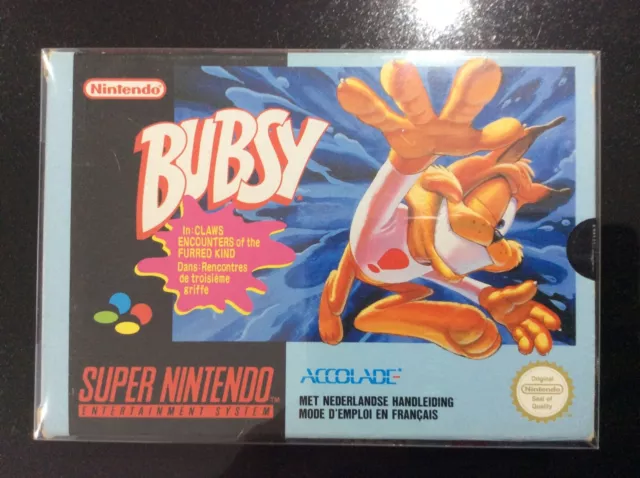 Nintendo
BUBSY
In: CLAWS
ENCOUNTERS of the
FURRED KIND
Dans: Rencontres
de troisième
griffe
SUPER NINTENDO
ENTERTAINMENT SYSTEM
TM
ACCOLADE
MET NEDERLANDSE HANDLEIDING
MODE D'EMPLOI EN FRANÇAIS
Original
Nintendo
Seal of
Quality